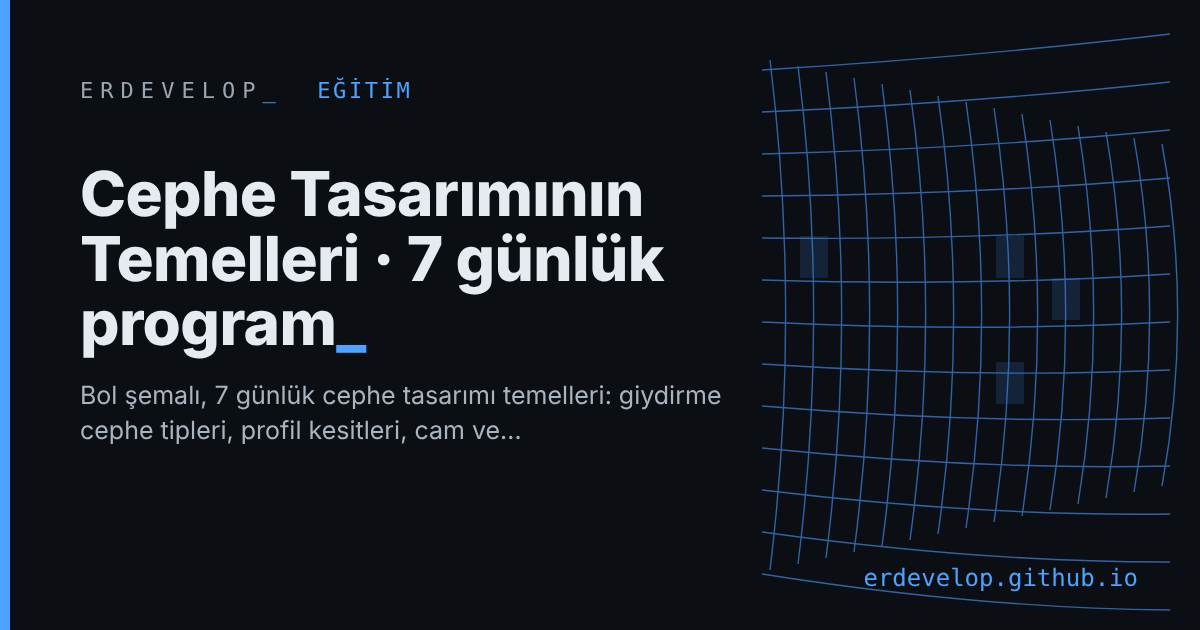 ERDEVELOP_ EĞİTİM
Cephe Tasarımının
Temelleri · 7 günlük
program_
Bol şemalı, 7 günlük cephe tasarımı temelleri: giydirme
cephe tipleri, profil kesitleri, cam ve...
erdevelop.github.io